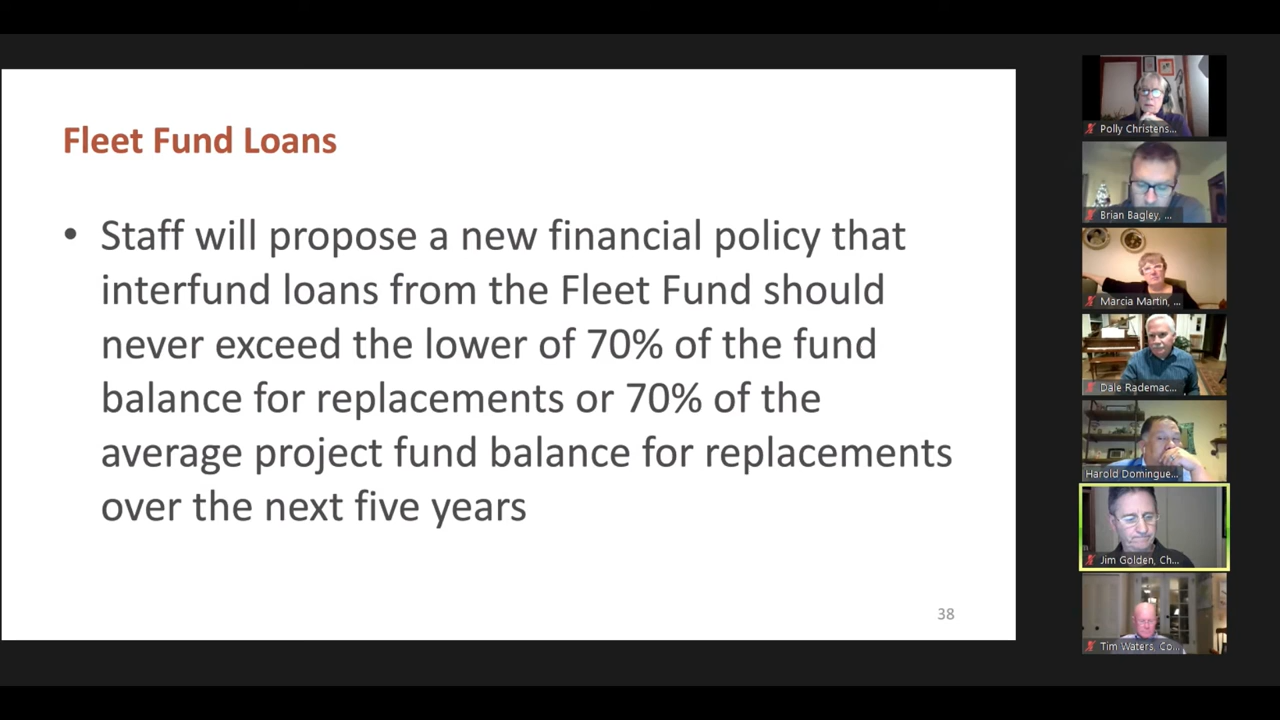 Fleet Fund Loans
• Staff will propose a new financial policy that
interfund loans from the Fleet Fund should
never exceed the lower of 70% of the fund
balance for replacements or 70% of the
average project fund balance for replacements
over the next five years
38
Polly Christens...
Brian Bagley, ...
Marcia Martin, ...
Dale Rademac...
Harold Domingue...
Jim Golden, Ch...
Tim Waters, Co...